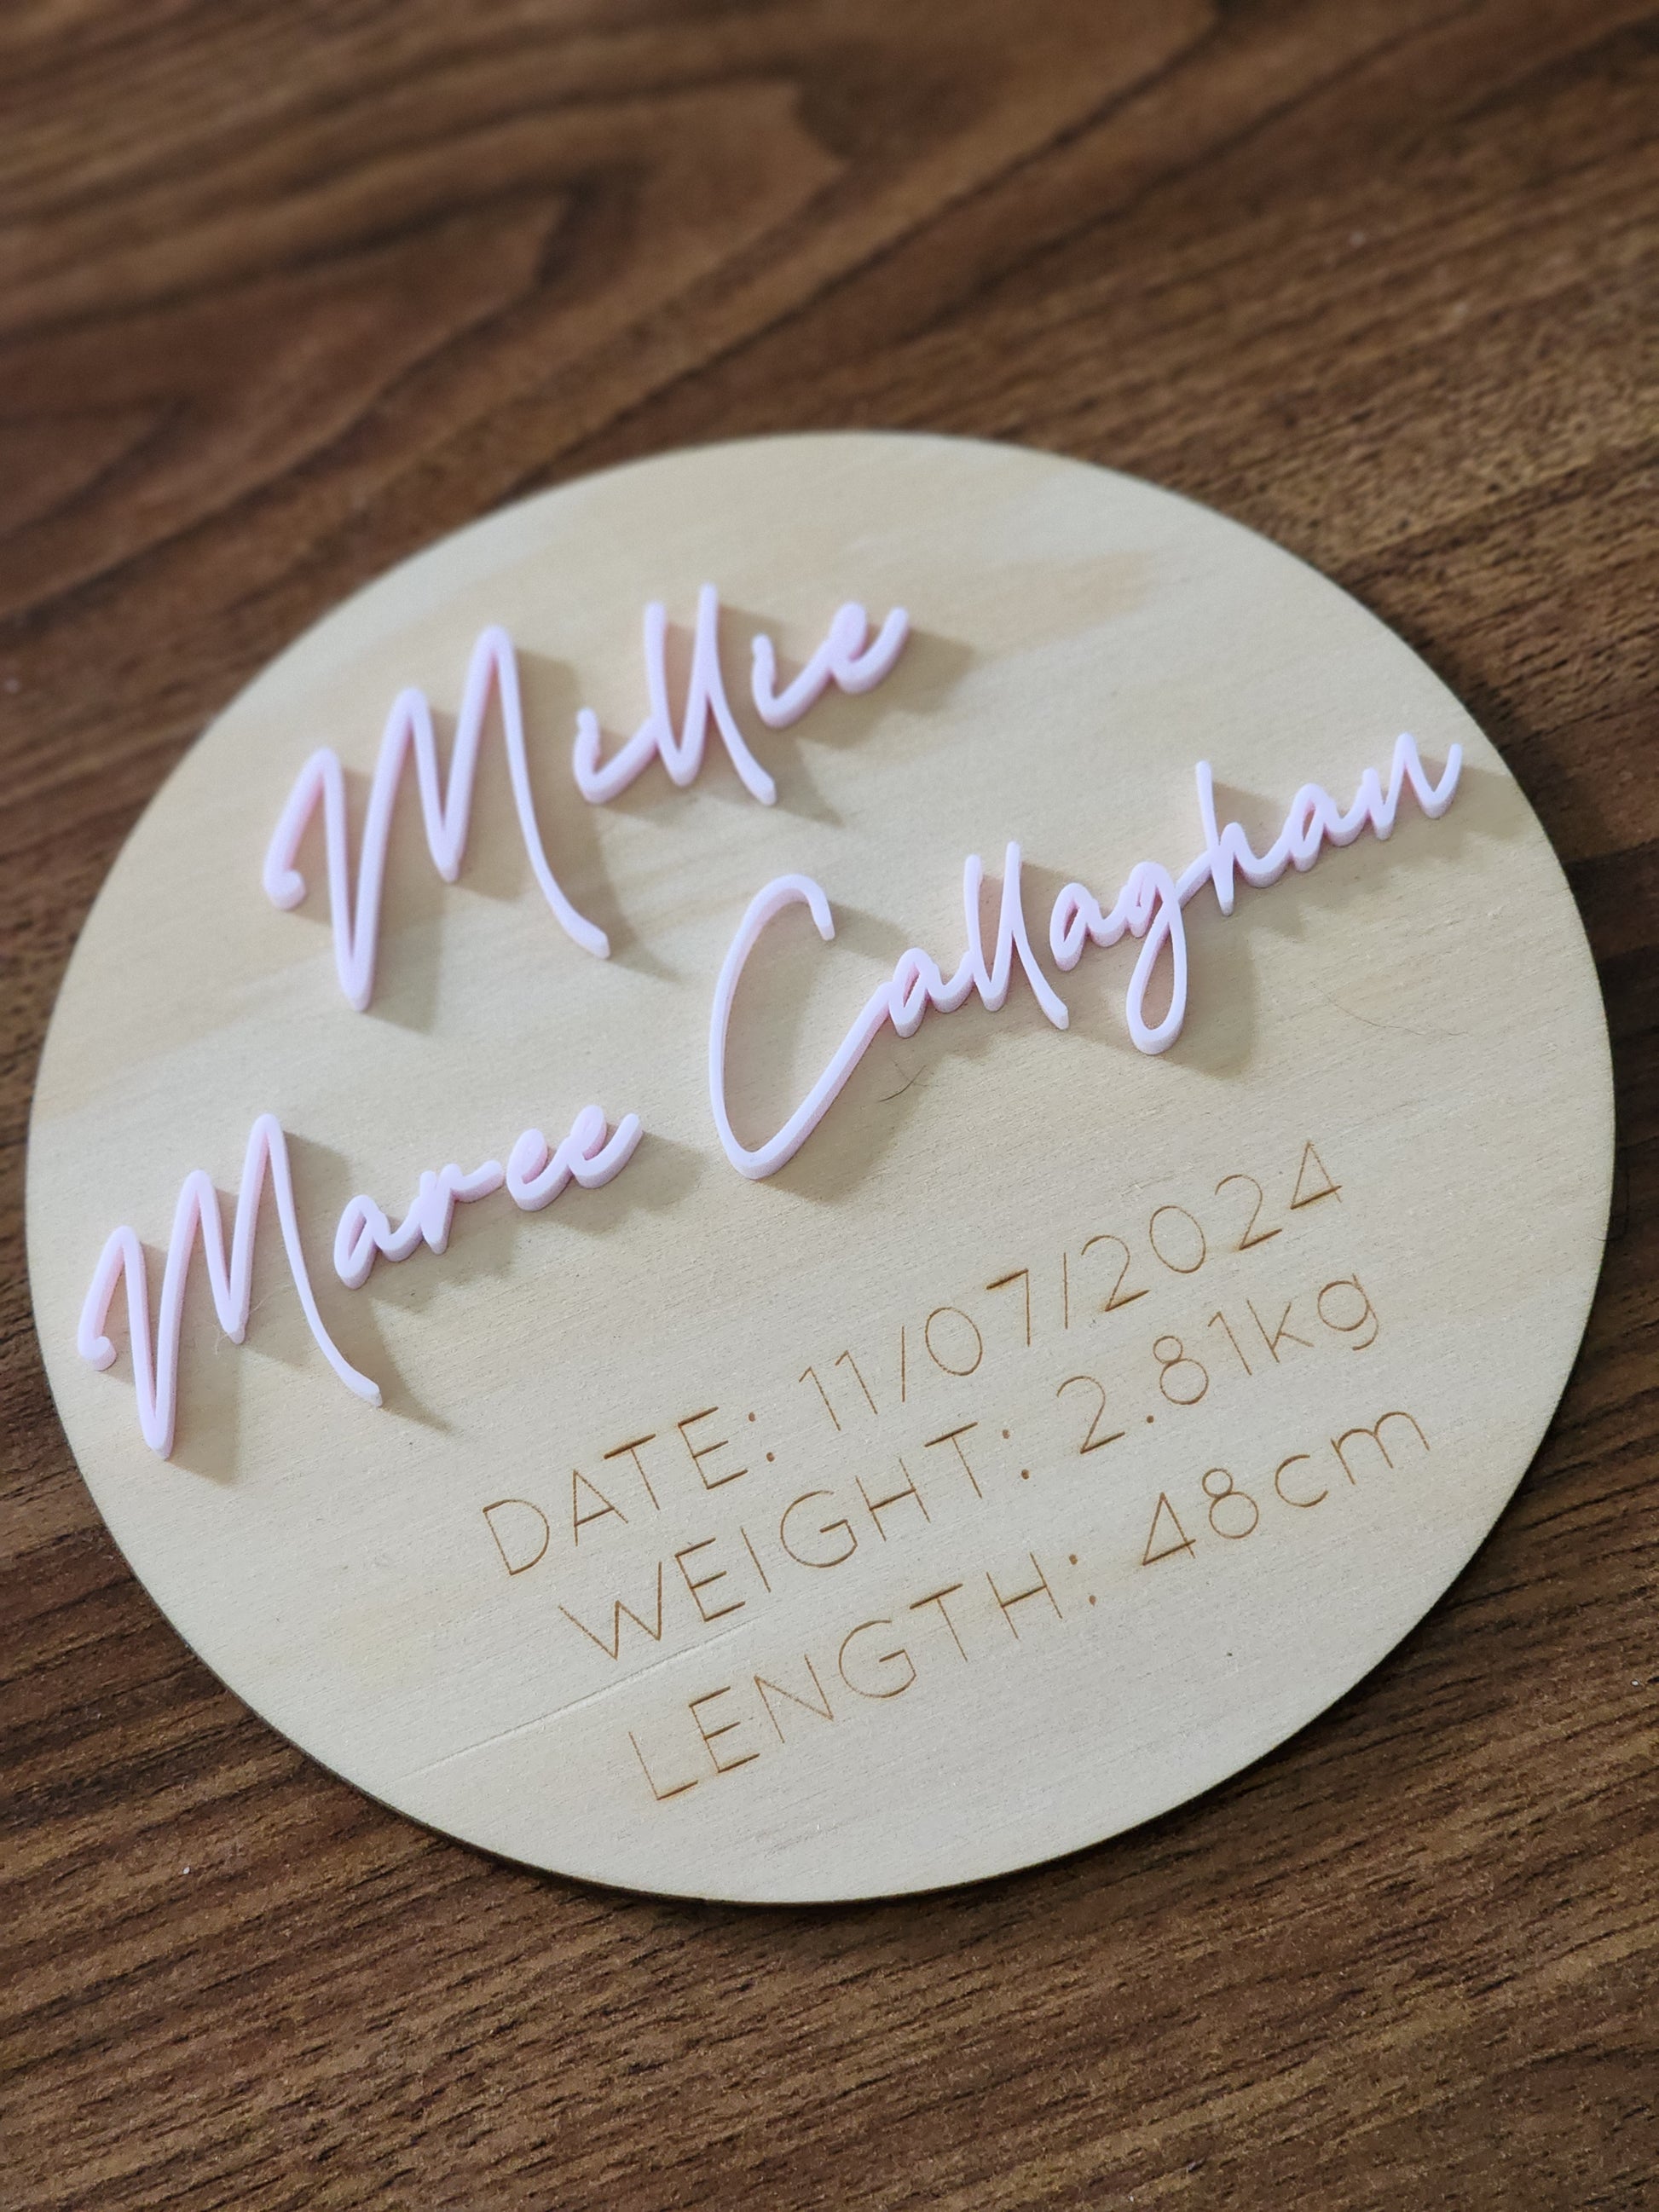 Millie
Maree Callaghan
DATE: 11/07/2024
WEIGHT: 2.81kg
LENGTH: 48cm